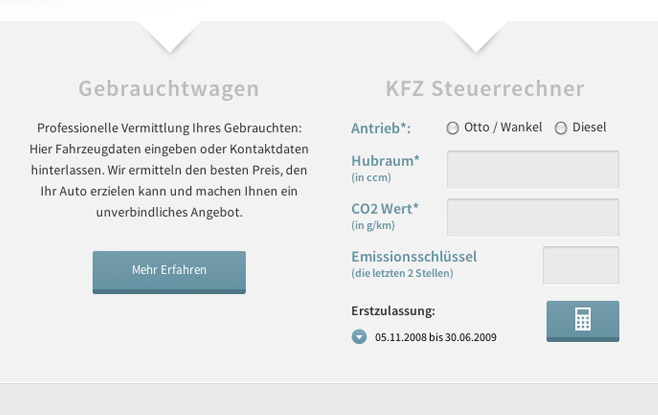 Gebrauchtwagen
Professionelle Vermittlung Ihres Gebrauchten:
Hier Fahrzeugdaten eingeben oder Kontaktdaten
hinterlassen. Wir ermitteln den besten Preis, den
Ihr Auto erzielen kann und machen Ihnen ein
unverbindliches Angebot.
Mehr Erfahren
KFZ Steuerrechner
Antrieb*: Otto / Wankel Diesel
Hubraum*
(in ccm)
CO2 Wert*
(in g/km)
Emissionsschlüssel
(die letzten 2 Stellen)
Erstzulassung:
05.11.2008 bis 30.06.2009